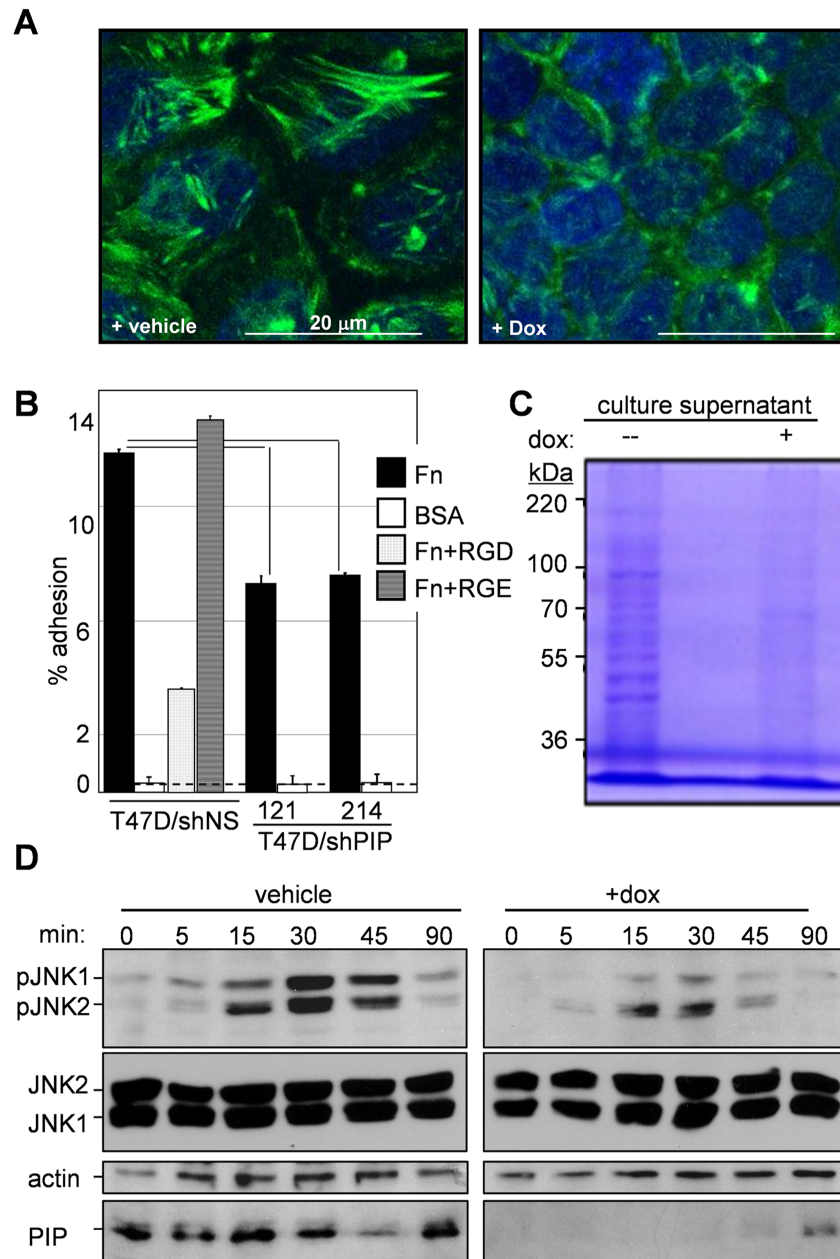 A
+ vehicle
20 µm
+ Dox
B
14
10
6
2
0
% adhesion
Fn
BSA
Fn+RGD
Fn+RGE
T47D/shNS
121
214
T47D/shPIP
C
culture supernatant
dox: -- +
kDa
220
100
70
55
36
D
vehicle
+dox
min: 0 5 15 30 45 90 0 5 15 30 45 90
pJNK1
pJNK2
JNK2
JNK1
actin
PIP